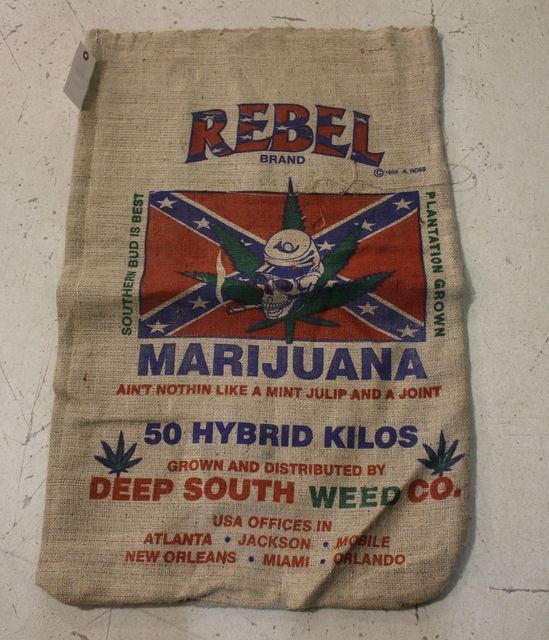 REBEL
BRAND
© 1995 A. ROSS
SOUTHERN BUD IS BEST
PLANTATION GROWN
MARIJUANA
AIN'T NOTHIN LIKE A MINT JULIP AND A JOINT
50 HYBRID KILOS
GROWN AND DISTRIBUTED BY
DEEP SOUTH WEED CO.
USA OFFICES IN
ATLANTA • JACKSON • MOBILE
NEW ORLEANS • MIAMI • ORLANDO